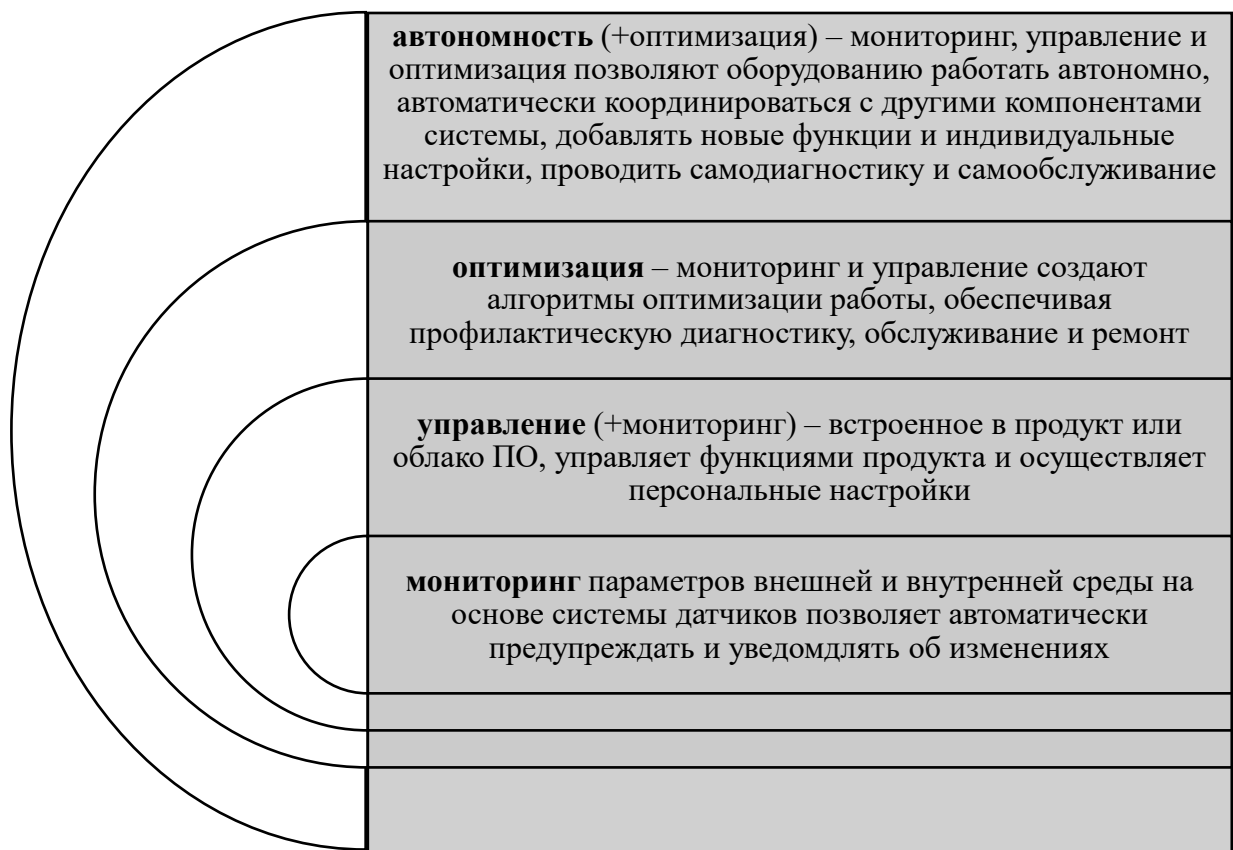 автономность (+оптимизация) – мониторинг, управление и
оптимизация позволяют оборудованию работать автономно,
автоматически координироваться с другими компонентами
системы, добавлять новые функции и индивидуальные
настройки, проводить самодиагностику и самообслуживание
оптимизация – мониторинг и управление создают
алгоритмы оптимизации работы, обеспечивая
профилактическую диагностику, обслуживание и ремонт
управление (+мониторинг) – встроенное в продукт или
облако ПО, управляет функциями продукта и осуществляет
персональные настройки
мониторинг параметров внешней и внутренней среды на
основе системы датчиков позволяет автоматически
предупреждать и уведомдлять об изменениях